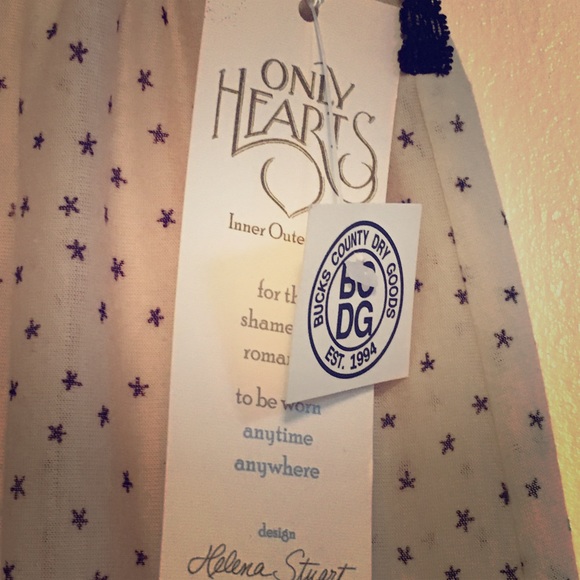 ONLY
HEARTS
Inner Oute
for th
shame
roman
to be worn
anytime
anywhere
design
Helena Stuart
BUCKS COUNTY DRY GOODS
BC
DG
EST. 1994